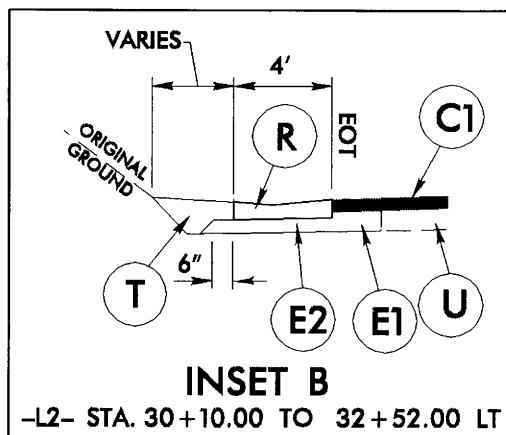 VARIES
4'
EOT
C1
R
ORIGINAL
GROUND
6"
T
E2
E1
U
INSET B
-L2- STA. 30+10.00 TO 32+52.00 LT